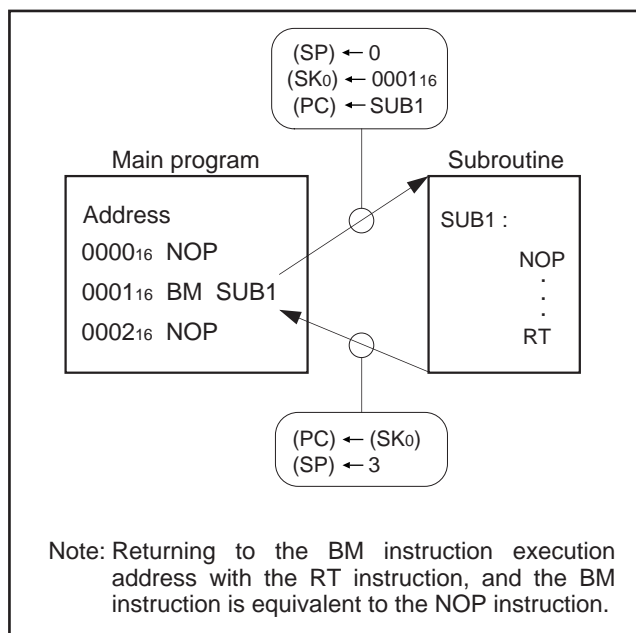 (SP) ← 0
(SK0) ← 000116
(PC) ← SUB1
Main program
Subroutine
Address
000016 NOP
000116 BM SUB1
000216 NOP
SUB1 :
NOP
·
·
·
RT
(PC) ← (SK0)
(SP) ← 3
Note: Returning to the BM instruction execution
address with the RT instruction, and the BM
instruction is equivalent to the NOP instruction.